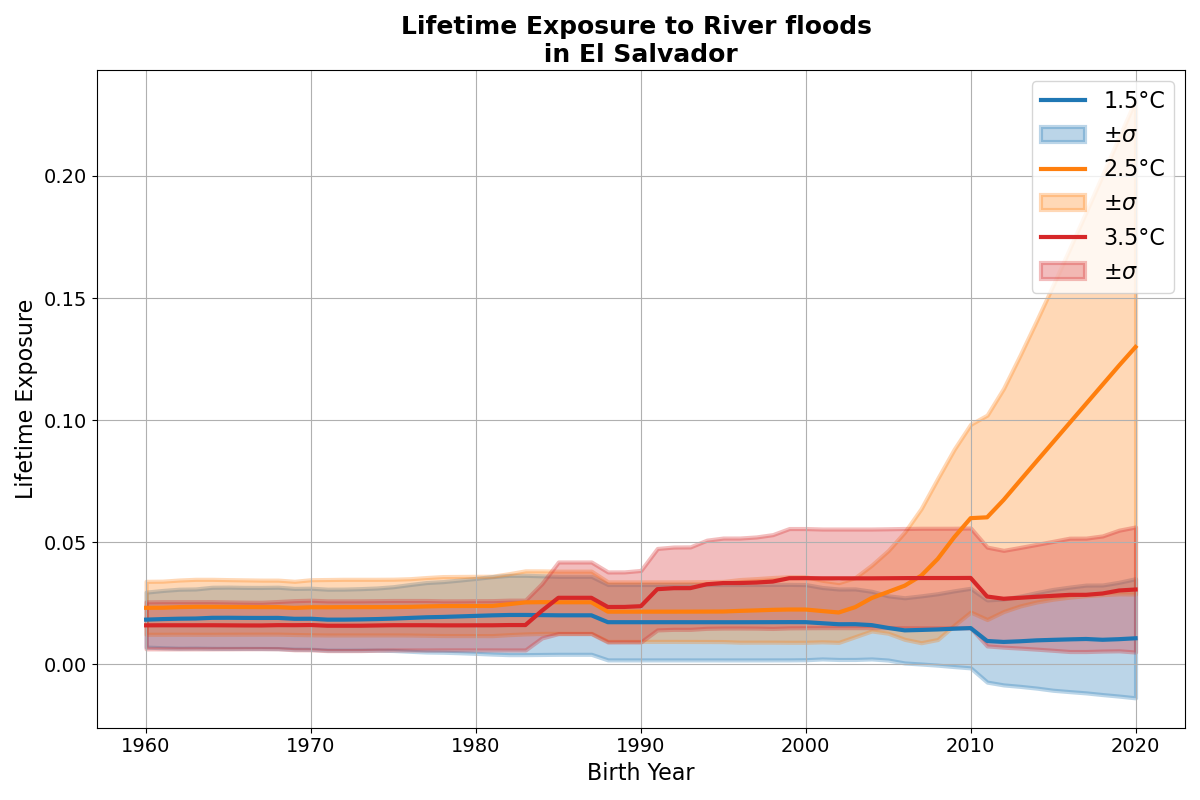 Lifetime Exposure to River floods
in El Salvador
1.5°C
±σ
2.5°C
±σ
3.5°C
±σ
Lifetime Exposure
0.20
0.15
0.10
0.05
0.00
1960 1970 1980 1990 2000 2010 2020
Birth Year